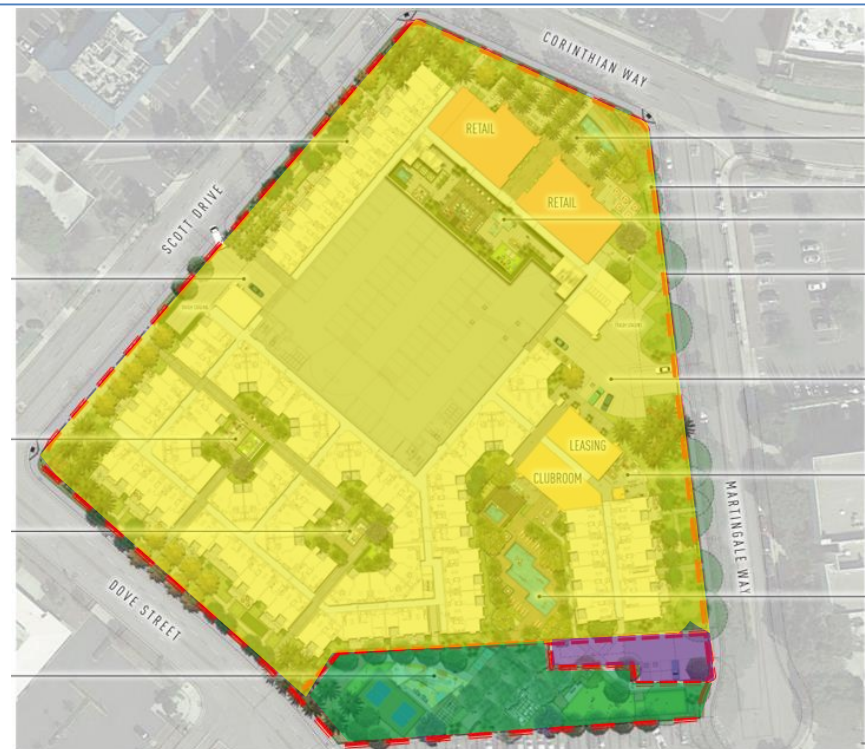 CORINTHIAN WAY
RETAIL
SCOTT DRIVE
RETAIL
LEASING
CLUBROOM
MARTINGALE WAY
DOVE STREET